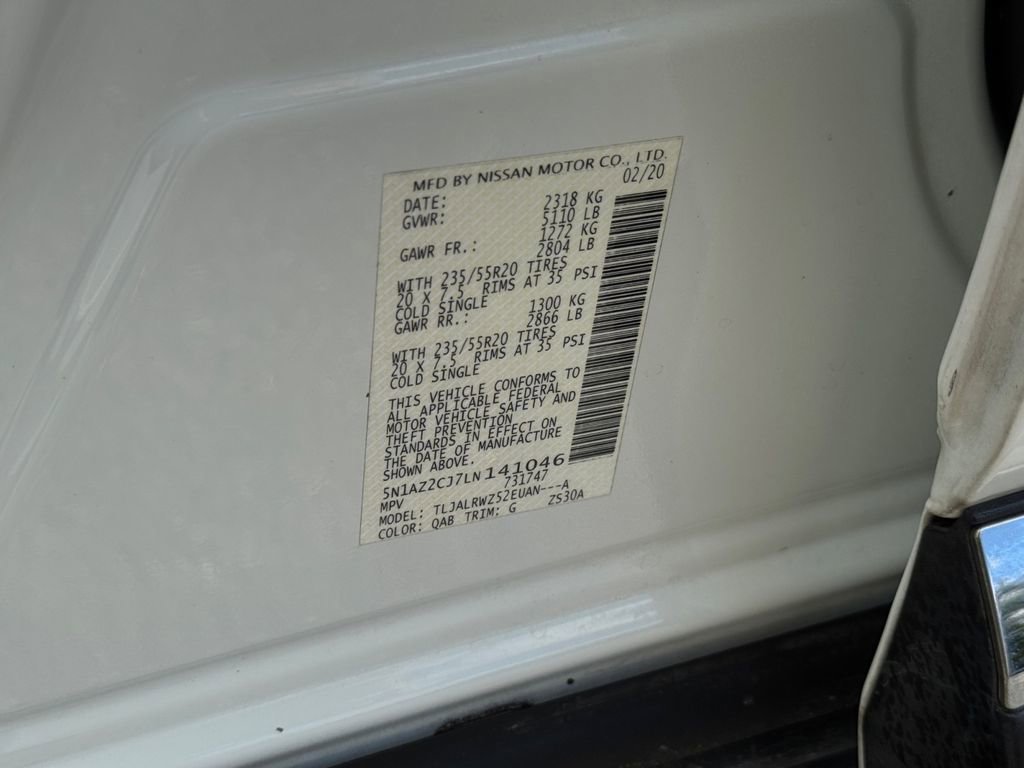 MFD BY NISSAN MOTOR CO., LTD.
DATE: 02/20
GVWR: 2318 KG
5110 LB
GAWR FR.: 1272 KG
2804 LB
WITH 235/55R20 TIRES
20 X 7.5 RIMS AT 35 PSI
COLD SINGLE
GAWR RR.: 1300 KG
2866 LB
WITH 235/55R20 TIRES
20 X 7.5 RIMS AT 35 PSI
COLD SINGLE
THIS VEHICLE CONFORMS TO
ALL APPLICABLE FEDERAL
MOTOR VEHICLE SAFETY AND
THEFT PREVENTION
STANDARDS IN EFFECT ON
THE DATE OF MANUFACTURE
SHOWN ABOVE.
5N1AZ2CJ7LN141046
MPV 731747
MODEL: TLJALRWZ52EUAN---A
COLOR: QAB TRIM: G ZS30A